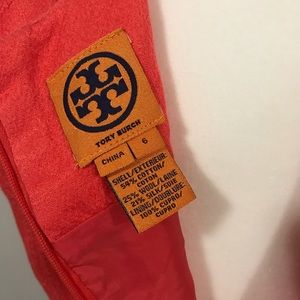 TORY BURCH
CHINA 6
SHELL/EXTERIEUR:
54% COTTON/
COTON
25% WOOL/LAINE
21% SILK/SOIE
LINING/DOUBLURE:
100% CUPRO/
CUPRO